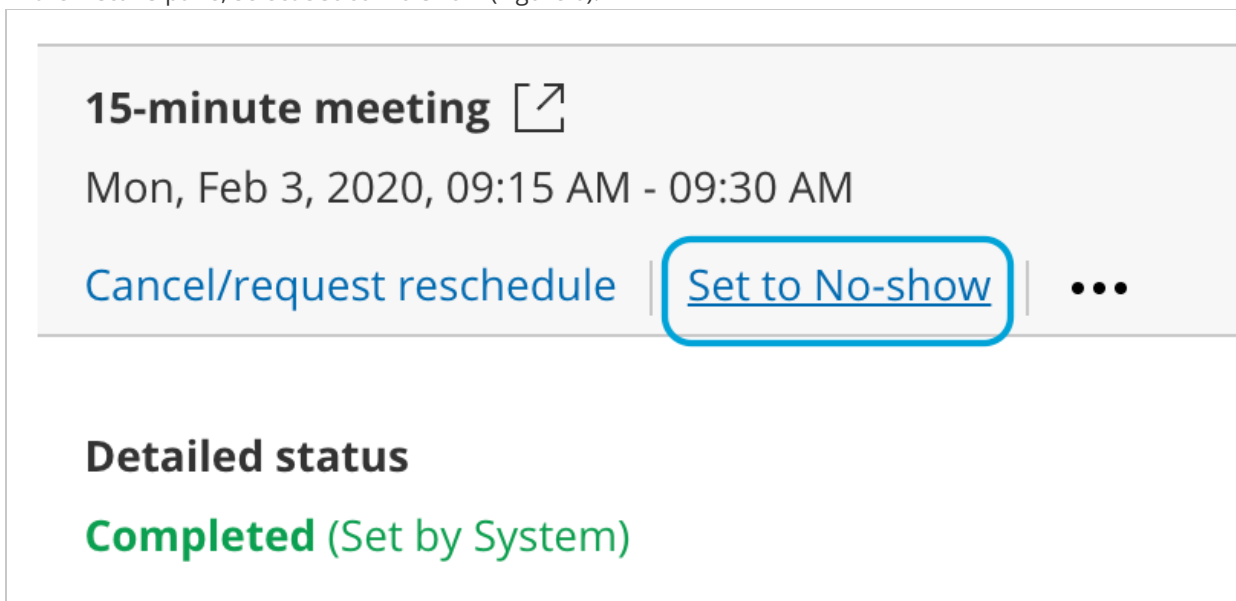 15-minute meeting
Mon, Feb 3, 2020, 09:15 AM - 09:30 AM
Cancel/request reschedule | Set to No-show | •••
Detailed status
Completed (Set by System)